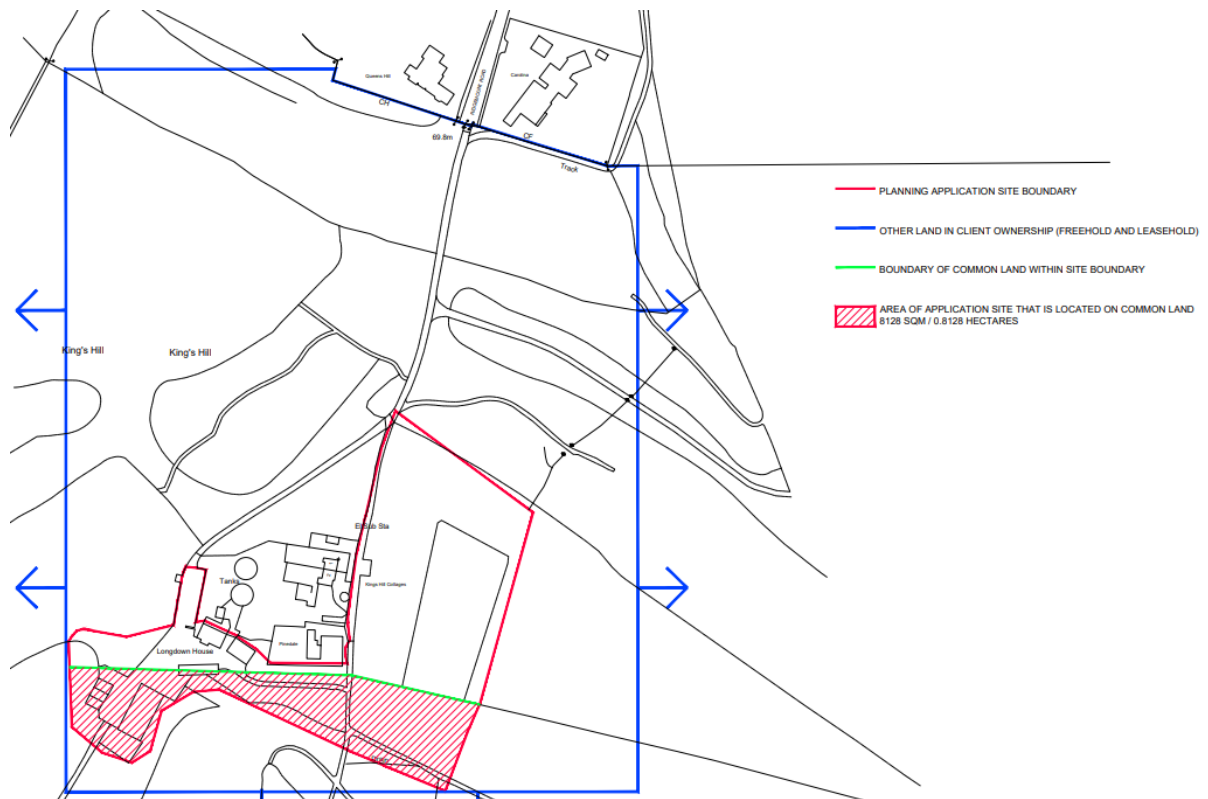 Queens Hill
Carolina
CH
69.8m
CF
Track
PLANNING APPLICATION SITE BOUNDARY
OTHER LAND IN CLIENT OWNERSHIP (FREEHOLD AND LEASEHOLD)
BOUNDARY OF COMMON LAND WITHIN SITE BOUNDARY
AREA OF APPLICATION SITE THAT IS LOCATED ON COMMON LAND
8128 SQM / 0.8128 HECTARES
King's Hill
King's Hill
El Sub Sta
Tanks
Kings Hill Cottages
Longdown House